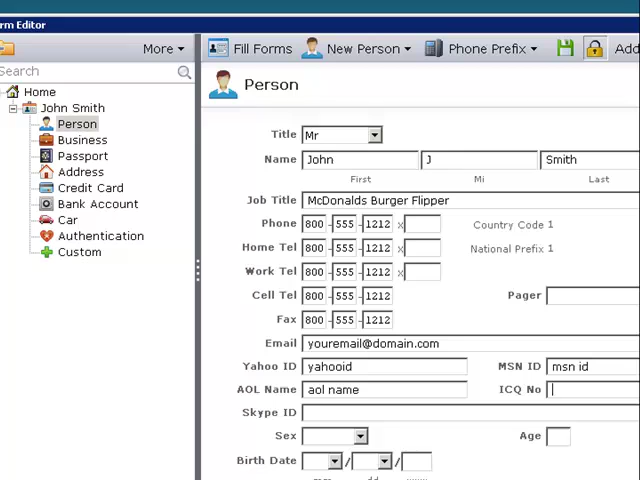 rm Editor
More
Fill Forms New Person Phone Prefix Add
Search
Home
John Smith
Person
Business
Passport
Address
Credit Card
Bank Account
Car
Authentication
Custom
Person
Title Mr
Name John J Smith
First Mi Last
Job Title McDonalds Burger Flipper
Phone 800 - 555 - 1212 x Country Code 1
Home Tel 800 - 555 - 1212 x National Prefix 1
Work Tel 800 - 555 - 1212 x
Cell Tel 800 - 555 - 1212 Pager
Fax 800 - 555 - 1212
Email youremail@domain.com
Yahoo ID yahooid MSN ID msn id
AOL Name aol name ICQ No
Skype ID
Sex Age
Birth Date / /